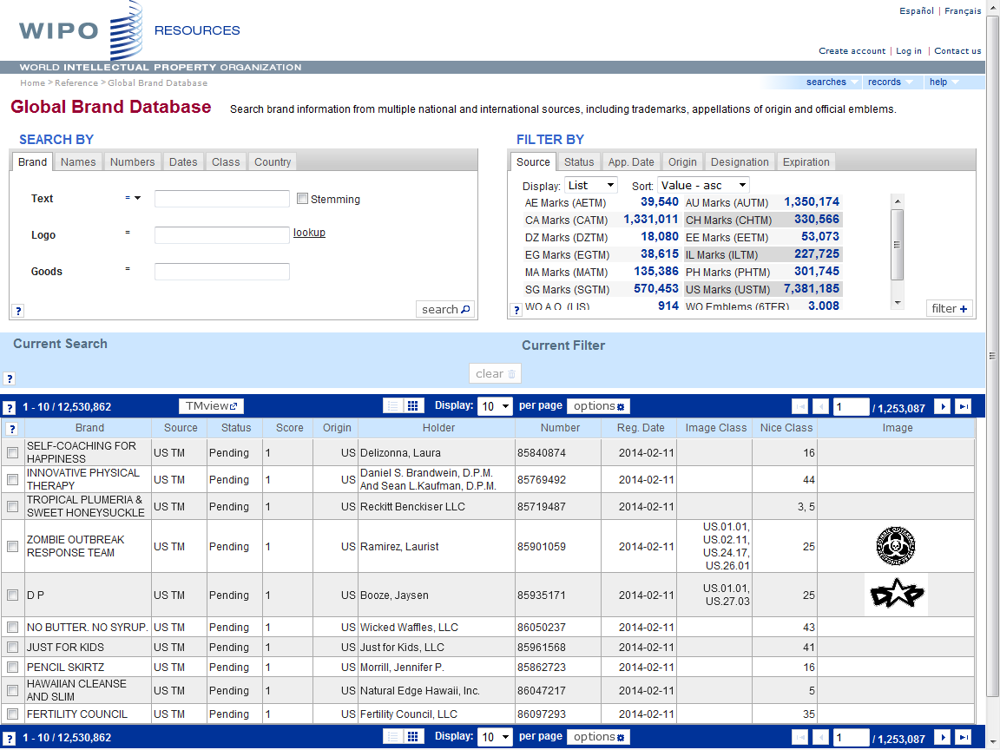 Español | Français
WIPO RESOURCES
Create account | Log in | Contact us
WORLD INTELLECTUAL PROPERTY ORGANIZATION
Home > Reference > Global Brand Database
searches records help
Global Brand Database Search brand information from multiple national and international sources, including trademarks, appellations of origin and official emblems.
SEARCH BY
Brand Names Numbers Dates Class Country
Text = Stemming
Logo = lookup
Goods =
? search
FILTER BY
Source Status App. Date Origin Designation Expiration
Display: List Sort: Value - asc
AE Marks (AETM) 39,540 AU Marks (AUTM) 1,350,174
CA Marks (CATM) 1,331,011 CH Marks (CHTM) 330,566
DZ Marks (DZTM) 18,080 EE Marks (EETM) 53,073
EG Marks (EGTM) 38,615 IL Marks (ILTM) 227,725
MA Marks (MATM) 135,386 PH Marks (PHTM) 301,745
SG Marks (SGTM) 570,453 US Marks (USTM) 7,381,185
? WO A.O. (LIS) 914 WO Emblems (6TER) 3,008
filter +
Current Search Current Filter
clear
?
? 1 - 10 / 12,530,862 TMview Display: 10 per page options 1 / 1,253,087
? Brand Source Status Score Origin Holder Number Reg. Date Image Class Nice Class Image
SELF-COACHING FOR
HAPPINESS US TM Pending 1 US Delizonna, Laura 85840874 2014-02-11 16
INNOVATIVE PHYSICAL
THERAPY US TM Pending 1 US Daniel S. Brandwein, D.P.M.
And Sean L.Kaufman, D.P.M. 85769492 2014-02-11 44
TROPICAL PLUMERIA &
SWEET HONEYSUCKLE US TM Pending 1 US Reckitt Benckiser LLC 85719487 2014-02-11 3, 5
ZOMBIE OUTBREAK
RESPONSE TEAM US TM Pending 1 US Ramirez, Laurist 85901059 2014-02-11 US.01.01,
US.02.11,
US.24.17,
US.26.01 25
ZOMBIE OUTBREAK
RESPONSE TEAM
D P US TM Pending 1 US Booze, Jaysen 85935171 2014-02-11 US.01.01,
US.27.03 25
DP
NO BUTTER. NO SYRUP. US TM Pending 1 US Wicked Waffles, LLC 86050237 2014-02-11 43
JUST FOR KIDS US TM Pending 1 US Just for Kids, LLC 85961568 2014-02-11 41
PENCIL SKIRTZ US TM Pending 1 US Morrill, Jennifer P. 85862723 2014-02-11 16
HAWAIIAN CLEANSE
AND SLIM US TM Pending 1 US Natural Edge Hawaii, Inc. 86047217 2014-02-11 5
FERTILITY COUNCIL US TM Pending 1 US Fertility Council, LLC 86097293 2014-02-11 35
? 1 - 10 / 12,530,862 Display: 10 per page options 1 / 1,253,087